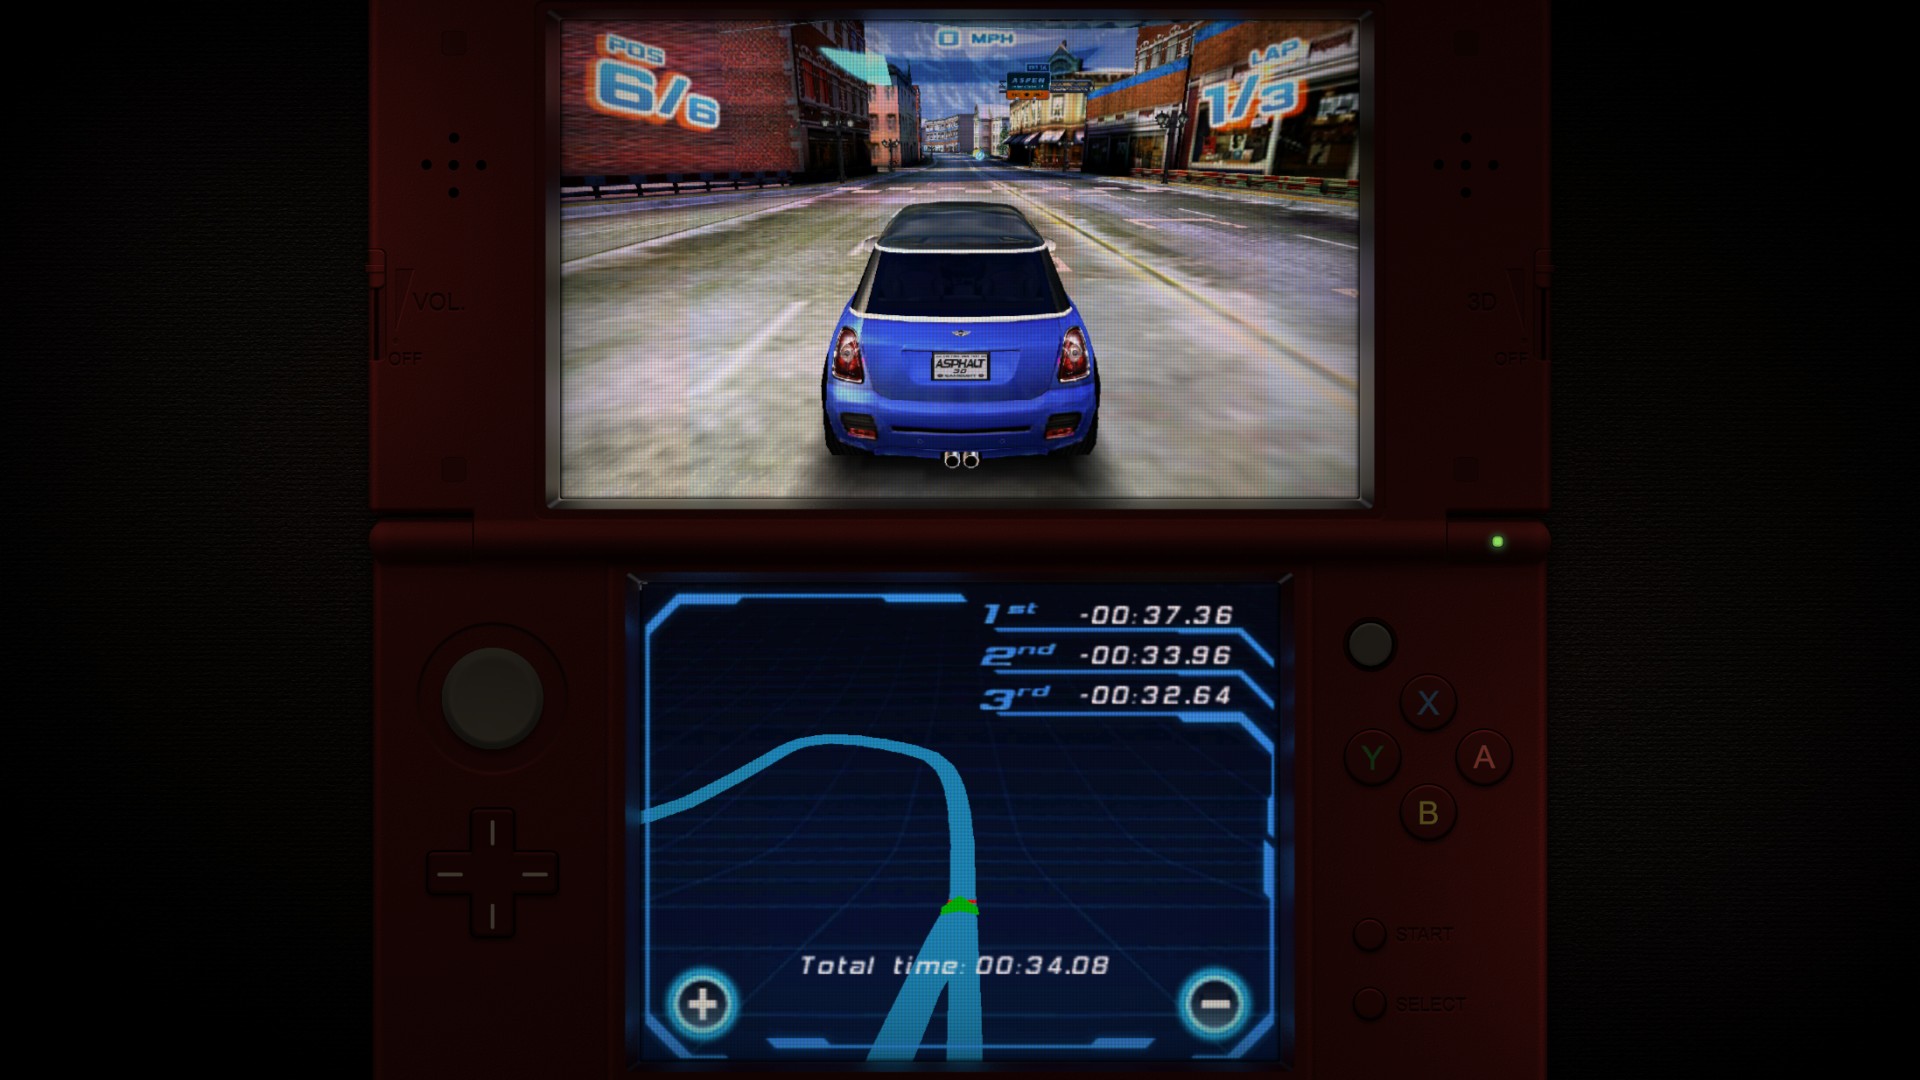 POS
6/6
0 MPH
LAP
1/3
ASPEN
ASPHALT
3D
VOL.
OFF
3D
OFF
1st -00:37.36
2nd -00:33.96
3rd -00:32.64
Total time: 00:34.08
+
−
X
Y
A
B
START
SELECT